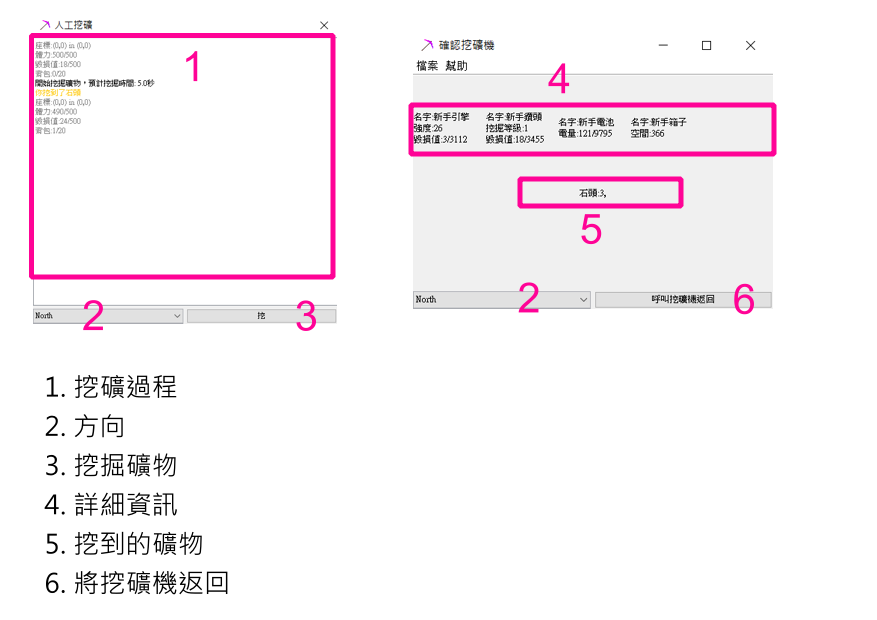 人工挖礦
座標:(0,0) in (0,0)
體力:500/500
毀損值:18/500
背包:0/20
開始挖掘礦物，預計挖掘時間: 5.0秒
你挖到了石頭
座標:(0,0) in (0,0)
體力:490/500
毀損值:24/500
背包:1/20
1
North
2
挖
3
確認挖礦機
檔案 幫助
4
名字:新手引擎
強度:26
毀損值:3/3112
名字:新手鑽頭
挖掘等級:1
毀損值:18/3455
名字:新手電池
電量:121/9795
名字:新手箱子
空間:366
石頭:3,
5
North
2
呼叫挖礦機返回
6
1. 挖礦過程
2. 方向
3. 挖掘礦物
4. 詳細資訊
5. 挖到的礦物
6. 將挖礦機返回